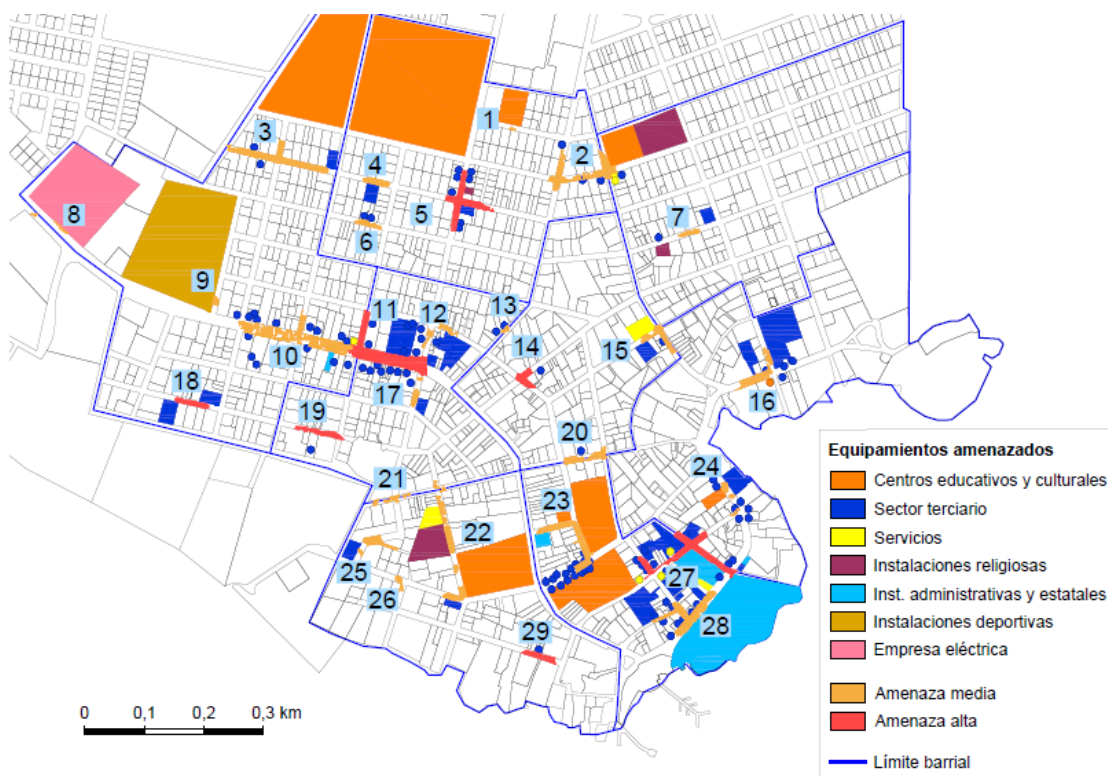 1
2
3
4
5
6
7
8
9
10
11
12
13
14
15
16
17
18
19
20
21
22
23
24
25
26
27
28
29
Equipamientos amenazados
Centros educativos y culturales
Sector terciario
Servicios
Instalaciones religiosas
Inst. administrativas y estatales
Instalaciones deportivas
Empresa eléctrica
Amenaza media
Amenaza alta
Límite barrial
0 0,1 0,2 0,3 km